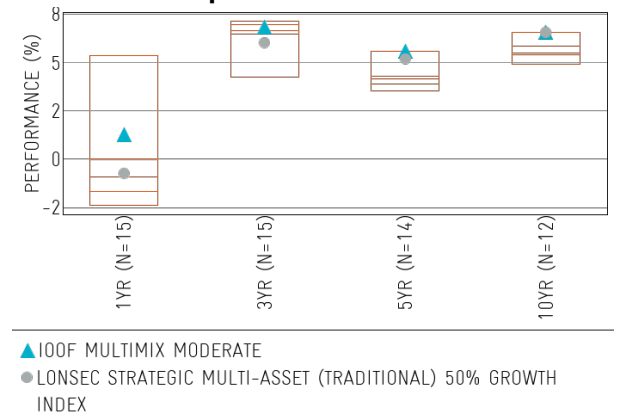 8
5
2
0
-2
PERFORMANCE (%)
1YR (N=15)
3YR (N=15)
5YR (N=14)
10YR (N=12)
IOOF MULTIMIX MODERATE
LONSEC STRATEGIC MULTI-ASSET (TRADITIONAL) 50% GROWTH
INDEX